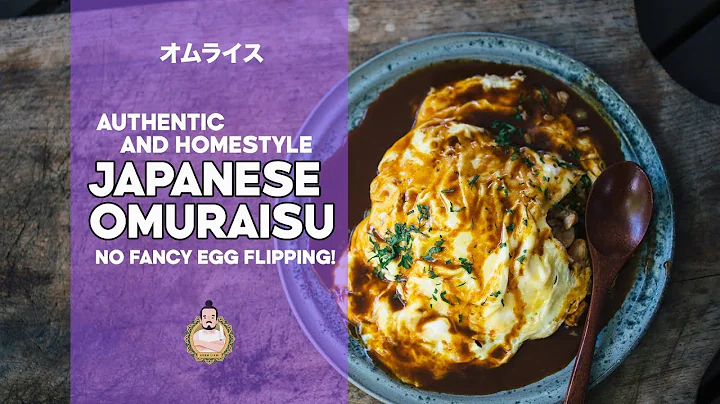 オムライス
AUTHENTIC
AND HOMESTYLE
JAPANESE
OMURAISU
NO FANCY EGG FLIPPING!